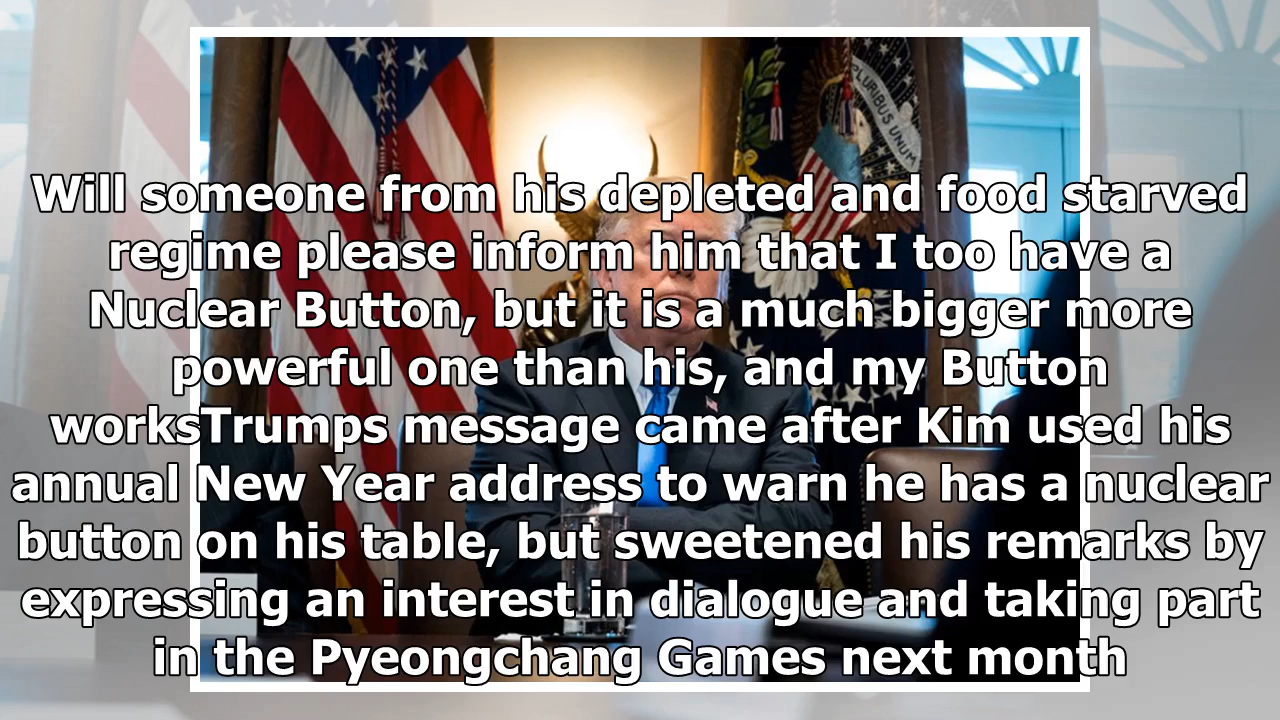 PLURIBUS UNUM
Will someone from his depleted and food starved
regime please inform him that I too have a
Nuclear Button, but it is a much bigger more
powerful one than his, and my Button
worksTrumps message came after Kim used his
annual New Year address to warn he has a nuclear
button on his table, but sweetened his remarks by
expressing an interest in dialogue and taking part
in the Pyeongchang Games next month